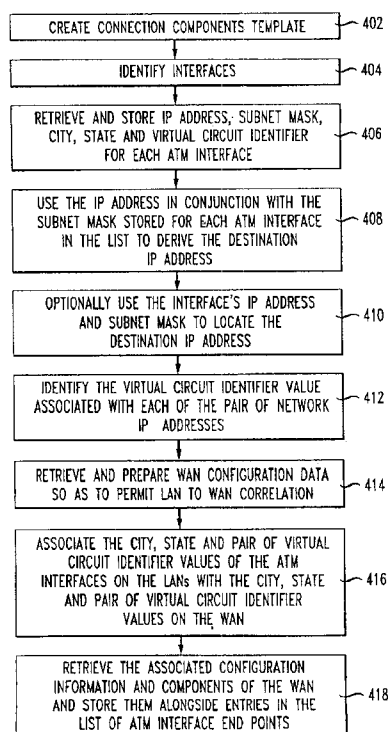 CREATE CONNECTION COMPONENTS TEMPLATE
402
IDENTIFY INTERFACES
404
RETRIEVE AND STORE IP ADDRESS, SUBNET MASK,
CITY, STATE AND VIRTUAL CIRCUIT IDENTIFIER
FOR EACH ATM INTERFACE
406
USE THE IP ADDRESS IN CONJUNCTION WITH THE
SUBNET MASK STORED FOR EACH ATM INTERFACE
IN THE LIST TO DERIVE THE DESTINATION
IP ADDRESS
408
OPTIONALLY USE THE INTERFACE'S IP ADDRESS
AND SUBNET MASK TO LOCATE THE
DESTINATION IP ADDRESS
410
IDENTIFY THE VIRTUAL CIRCUIT IDENTIFIER VALUE
ASSOCIATED WITH EACH OF THE PAIR OF NETWORK
IP ADDRESSES
412
RETRIEVE AND PREPARE WAN CONFIGURATION DATA
SO AS TO PERMIT LAN TO WAN CORRELATION
414
ASSOCIATE THE CITY, STATE AND PAIR OF VIRTUAL
CIRCUIT IDENTIFIER VALUES OF THE ATM
INTERFACES ON THE LANs WITH THE CITY, STATE
AND PAIR OF VIRTUAL CIRCUIT IDENTIFIER
VALUES ON THE WAN
416
RETRIEVE THE ASSOCIATED CONFIGURATION
INFORMATION AND COMPONENTS OF THE WAN
AND STORE THEM ALONGSIDE ENTRIES IN THE
LIST OF ATM INTERFACE END POINTS
418